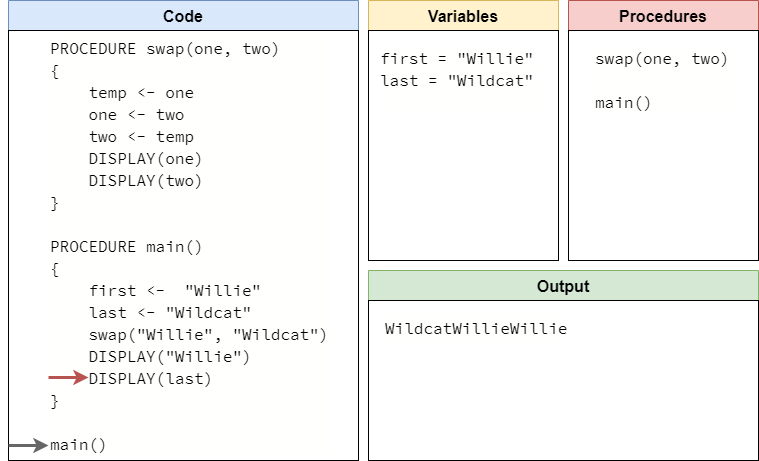 Code
PROCEDURE swap(one, two)
{
temp <- one
one <- two
two <- temp
DISPLAY(one)
DISPLAY(two)
}
PROCEDURE main()
{
first <-  "Willie"
last <- "Wildcat"
swap("Willie", "Wildcat")
DISPLAY("Willie")
DISPLAY(last)
}
main()
Variables
first = "Willie"
last = "Wildcat"
Procedures
swap(one, two)
main()
Output
WildcatWillieWillie